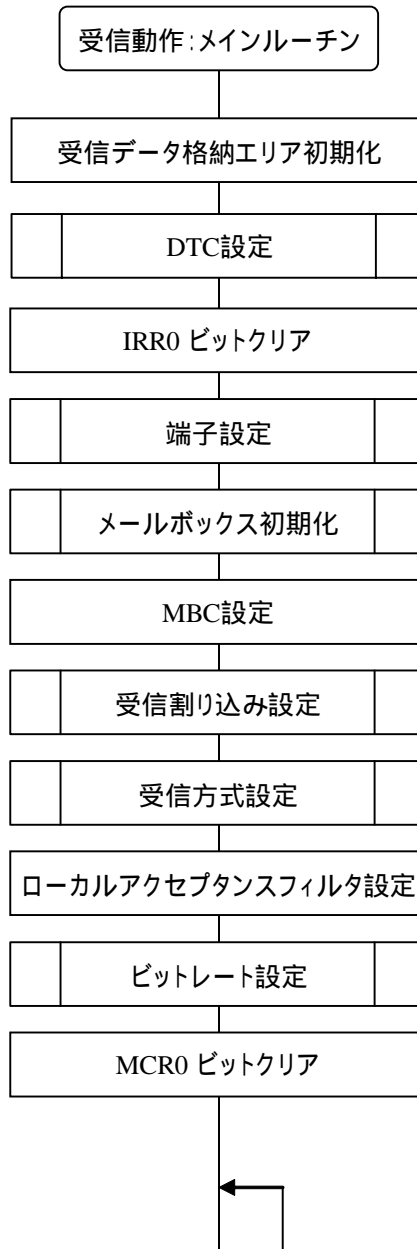 受信動作:メインルーチン
受信データ格納エリア初期化
DTC設定
IRR0 ビットクリア
端子設定
メールボックス初期化
MBC設定
受信割り込み設定
受信方式設定
ローカルアクセプタンスフィルタ設定
ビットレート設定
MCR0 ビットクリア